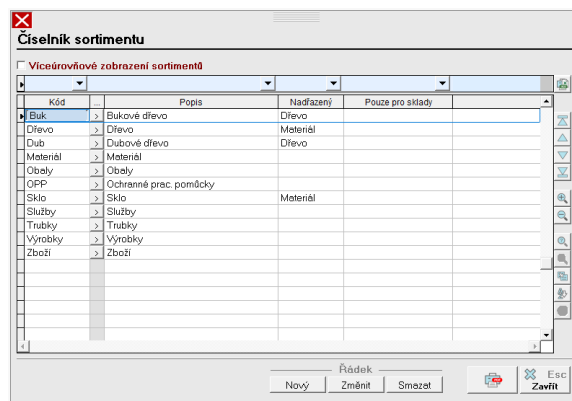 Číselník sortimentu
Víceúrovňové zobrazení sortimentů
Kód ... Popis Nadřazený Pouze pro sklady
Buk > Bukové dřevo Dřevo
Dřevo > Dřevo Materiál
Dub > Dubové dřevo Dřevo
Materiál > Materiál
Obaly > Obaly
OPP > Ochranné prac. pomůcky
Sklo > Sklo Materiál
Služby > Služby
Trubky > Trubky
Výrobky > Výrobky
Zboží > Zboží
Řádek
Nový Změnit Smazat
Esc
Zavřít